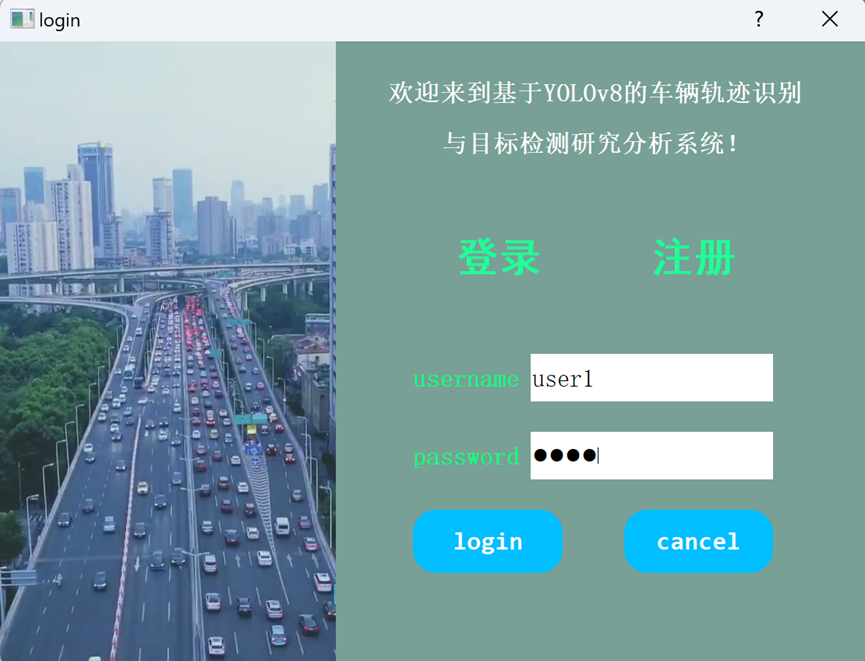 login
欢迎来到基于YOLOv8的车辆轨迹识别
与目标检测研究分析系统!
登录 注册
username user1
password ●●●●
login cancel